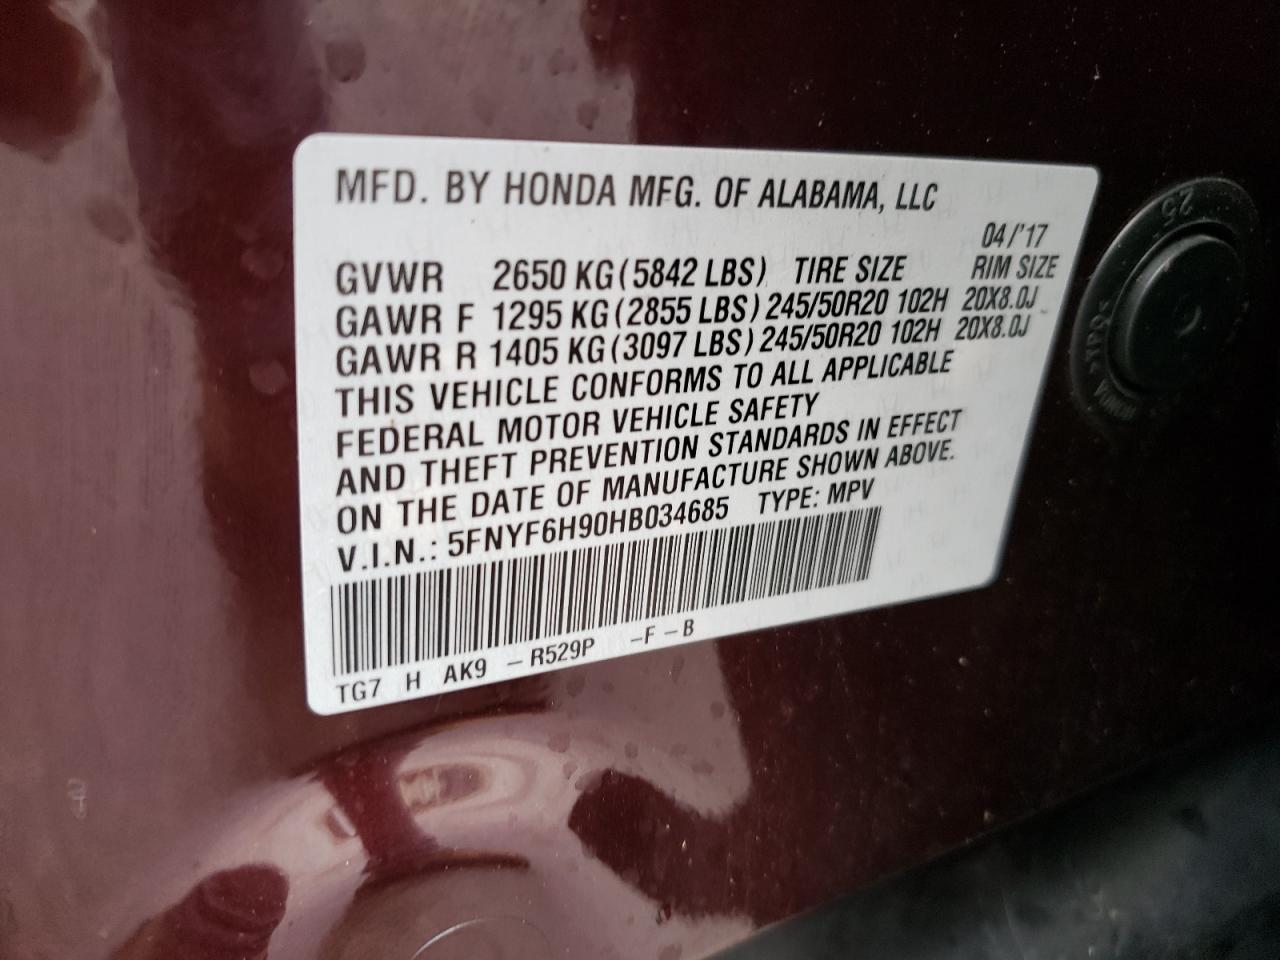 MFD. BY HONDA MFG. OF ALABAMA, LLC
04/'17
GVWR 2650 KG (5842 LBS) TIRE SIZE RIM SIZE
GAWR F 1295 KG (2855 LBS) 245/50R20 102H 20X8.0J
GAWR R 1405 KG (3097 LBS) 245/50R20 102H 20X8.0J
THIS VEHICLE CONFORMS TO ALL APPLICABLE
FEDERAL MOTOR VEHICLE SAFETY
AND THEFT PREVENTION STANDARDS IN EFFECT
ON THE DATE OF MANUFACTURE SHOWN ABOVE.
V.I.N.: 5FNYF6H90HB034685 TYPE: MPV
TG7 H AK9 – R529P –F–B
25